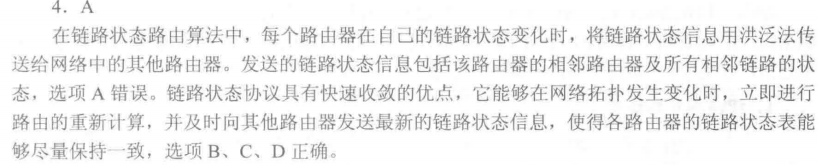 4. A
在链路状态路由算法中，每个路由器在自己的链路状态变化时，将链路状态信息用洪泛法传
送给网络中的其他路由器。发送的链路状态信息包括该路由器的相邻路由器及所有相邻链路的状
态，选项 A 错误。链路状态协议具有快速收敛的优点，它能够在网络拓扑发生变化时，立即进行
路由的重新计算，并及时向其他路由器发送最新的链路状态信息，使得各路由器的链路状态表能
够尽量保持一致，选项 B、C、D 正确。